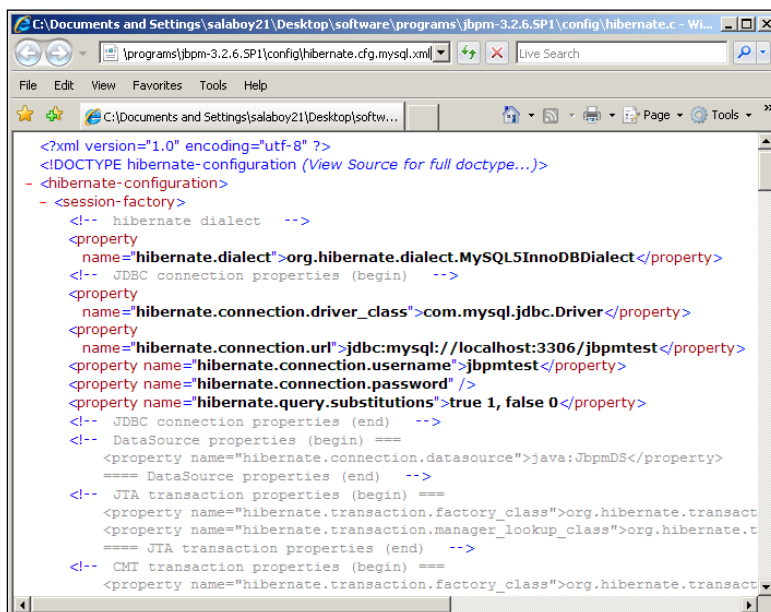 C:\Documents and Settings\salaboy21\Desktop\software\programs\jbpm-3.2.6.SP1\config\hibernate.c - Wi...
\programs\jbpm-3.2.6.SP1\config\hibernate.cfg.mysql.xml
Live Search
File Edit View Favorites Tools Help
C:\Documents and Settings\salaboy21\Desktop\softw...
Page Tools »
<?xml version="1.0" encoding="utf-8" ?>
<!DOCTYPE hibernate-configuration (View Source for full doctype...)>
- <hibernate-configuration>
- <session-factory>
<!-- hibernate dialect -->
<property
name="hibernate.dialect">org.hibernate.dialect.MySQL5InnoDBDialect</property>
<!-- JDBC connection properties (begin) -->
<property
name="hibernate.connection.driver_class">com.mysql.jdbc.Driver</property>
<property
name="hibernate.connection.url">jdbc:mysql://localhost:3306/jbpmtest</property>
<property name="hibernate.connection.username">jbpmtest</property>
<property name="hibernate.connection.password" />
<property name="hibernate.query.substitutions">true 1, false 0</property>
<!-- JDBC connection properties (end) -->
<!-- DataSource properties (begin) ===
<property name="hibernate.connection.datasource">java:JbpmDS</property>
==== DataSource properties (end) -->
<!-- JTA transaction properties (begin) ===
<property name="hibernate.transaction.factory_class">org.hibernate.transact
<property name="hibernate.transaction.manager_lookup_class">org.hibernate.t
==== JTA transaction properties (end) -->
<!-- CMT transaction properties (begin) ===
<property name="hibernate.transaction.factory_class">org.hibernate.transact